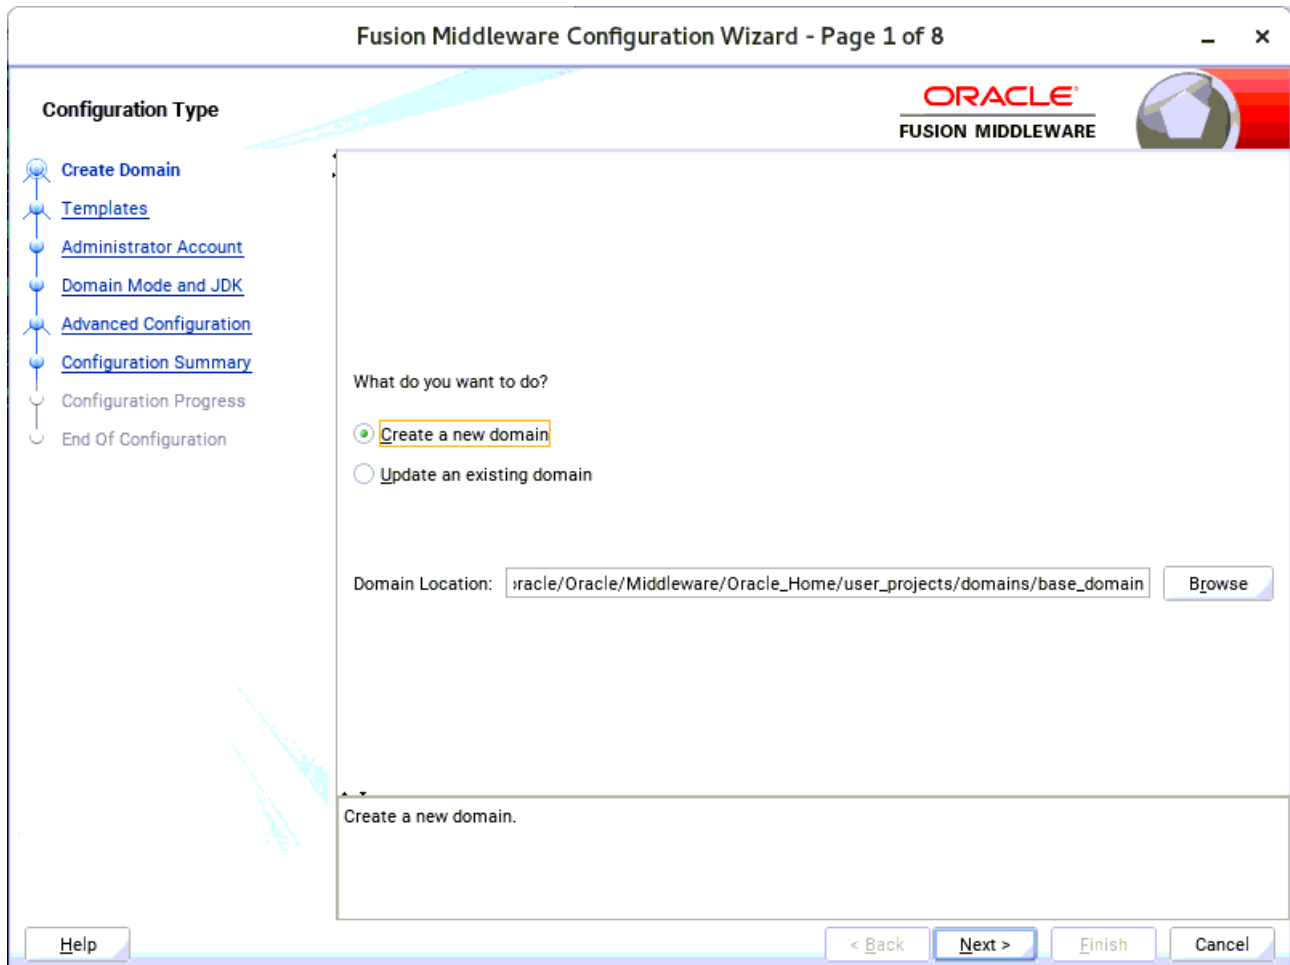 Fusion Middleware Configuration Wizard - Page 1 of 8
Configuration Type
ORACLE
FUSION MIDDLEWARE
Create Domain
Templates
Administrator Account
Domain Mode and JDK
Advanced Configuration
Configuration Summary
Configuration Progress
End Of Configuration
What do you want to do?
Create a new domain
Update an existing domain
Domain Location: racle/Oracle/Middleware/Oracle_Home/user_projects/domains/base_domain Browse
Create a new domain.
Help < Back Next > Finish Cancel